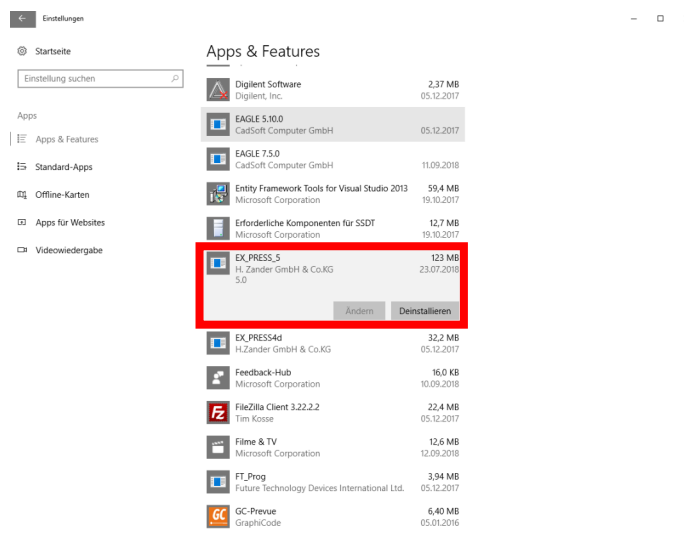 Einstellungen
Startseite
Einstellung suchen
Apps
Apps & Features
Standard-Apps
Offline-Karten
Apps für Websites
Videowiedergabe
Apps & Features
Digilent Software 2,37 MB
Digilent, Inc. 05.12.2017
EAGLE 5.10.0
CadSoft Computer GmbH 05.12.2017
EAGLE 7.5.0
CadSoft Computer GmbH 11.09.2018
Entity Framework Tools for Visual Studio 2013 59,4 MB
Microsoft Corporation 19.10.2017
Erforderliche Komponenten für SSDT 12,7 MB
Microsoft Corporation 19.10.2017
EX_PRESS_5 123 MB
H. Zander GmbH & Co.KG 23.07.2018
5.0
Ändern Deinstallieren
EX_PRESS4d 32,2 MB
H.Zander GmbH & Co.KG 05.12.2017
Feedback-Hub 16,0 KB
Microsoft Corporation 10.09.2018
FileZilla Client 3.22.2.2 22,4 MB
Tim Kosse 05.12.2017
Filme & TV 12,6 MB
Microsoft Corporation 12.09.2018
FT_Prog 3,94 MB
Future Technology Devices International Ltd. 05.12.2017
GC
GC-Prevue 6,40 MB
GraphiCode 05.01.2016